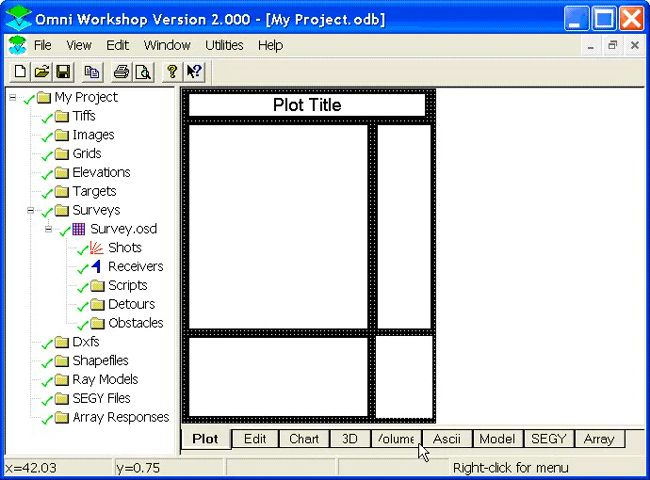 Omni Workshop Version 2.000 - [My Project.odb]
File View Edit Window Utilities Help
My Project
Plot Title
Tiffs
Images
Grids
Elevations
Targets
Surveys
Survey.osd
Shots
Receivers
Scripts
Detours
Obstacles
Dxfs
Shapefiles
Ray Models
SEGY Files
Array Responses
Plot Edit Chart 3D Volume Ascii Model SEGY Array
x=42.03 y=0.75 Right-click for menu